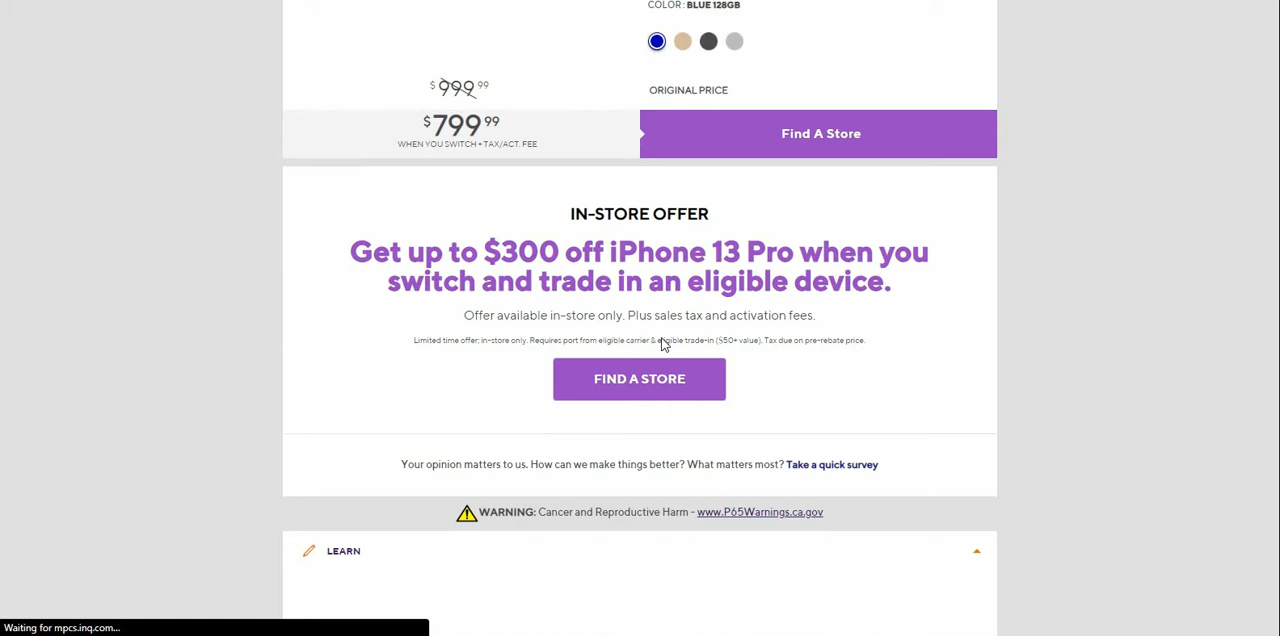 COLOR: BLUE 128GB
$999 99
ORIGINAL PRICE
$799 99
WHEN YOU SWITCH + TAX/ACT. FEE
Find A Store
IN-STORE OFFER
Get up to $300 off iPhone 13 Pro when you
switch and trade in an eligible device.
Offer available in-store only. Plus sales tax and activation fees.
Limited time offer; in-store only. Requires port from eligible carrier & eligible trade-in ($50+ value). Tax due on pre-rebate price.
FIND A STORE
Your opinion matters to us. How can we make things better? What matters most? Take a quick survey
WARNING: Cancer and Reproductive Harm - www.P65Warnings.ca.gov
LEARN
Waiting for mpcs.inq.com...